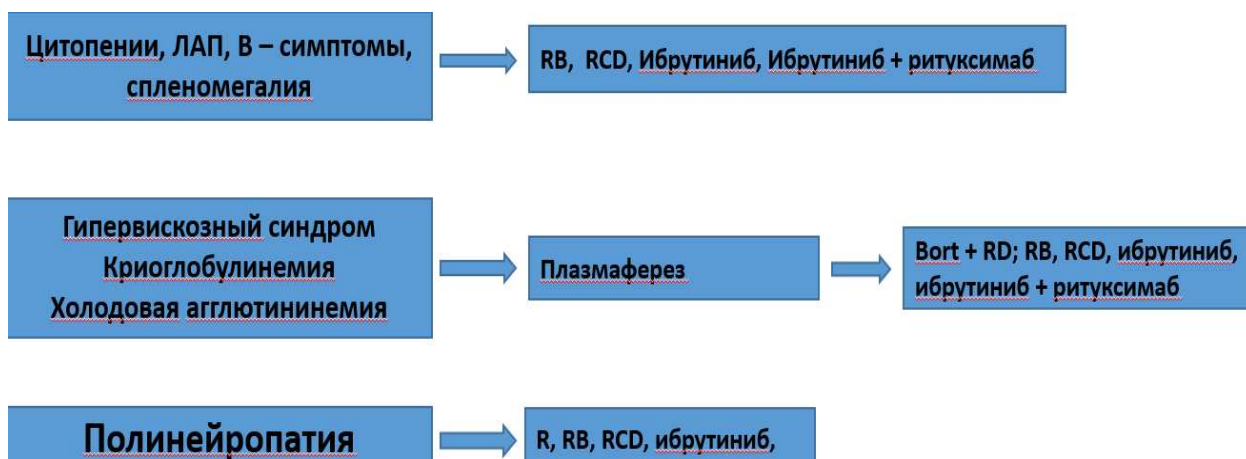 Цитопении, ЛАП, В – симптомы,
спленомегалия
RB, RCD, Ибрутиниб, Ибрутиниб + ритуксимаб
Гипервискозный синдром
Криоглобулинемия
Холодовая агглютининемия
Плазмаферез
Bort + RD; RB, RCD, ибрутиниб,
ибрутиниб + ритуксимаб
Полинейропатия
R, RB, RCD, ибрутиниб,